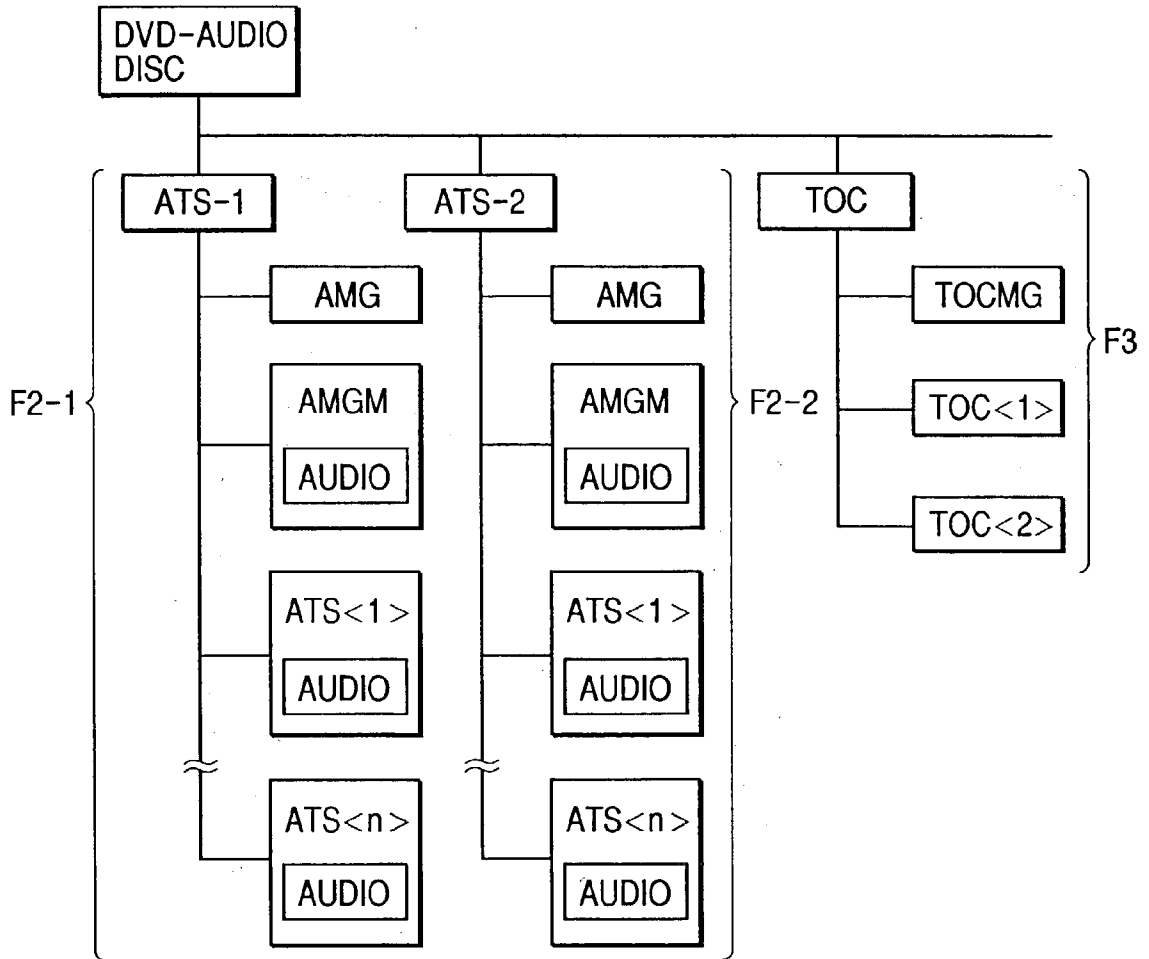 DVD-AUDIO
DISC
ATS-1
ATS-2
TOC
AMG
AMG
TOCMG
F3
F2-1
AMGM
AUDIO
AMGM
AUDIO
F2-2
TOC<1>
TOC<2>
ATS<1>
AUDIO
ATS<1>
AUDIO
ATS<n>
AUDIO
ATS<n>
AUDIO